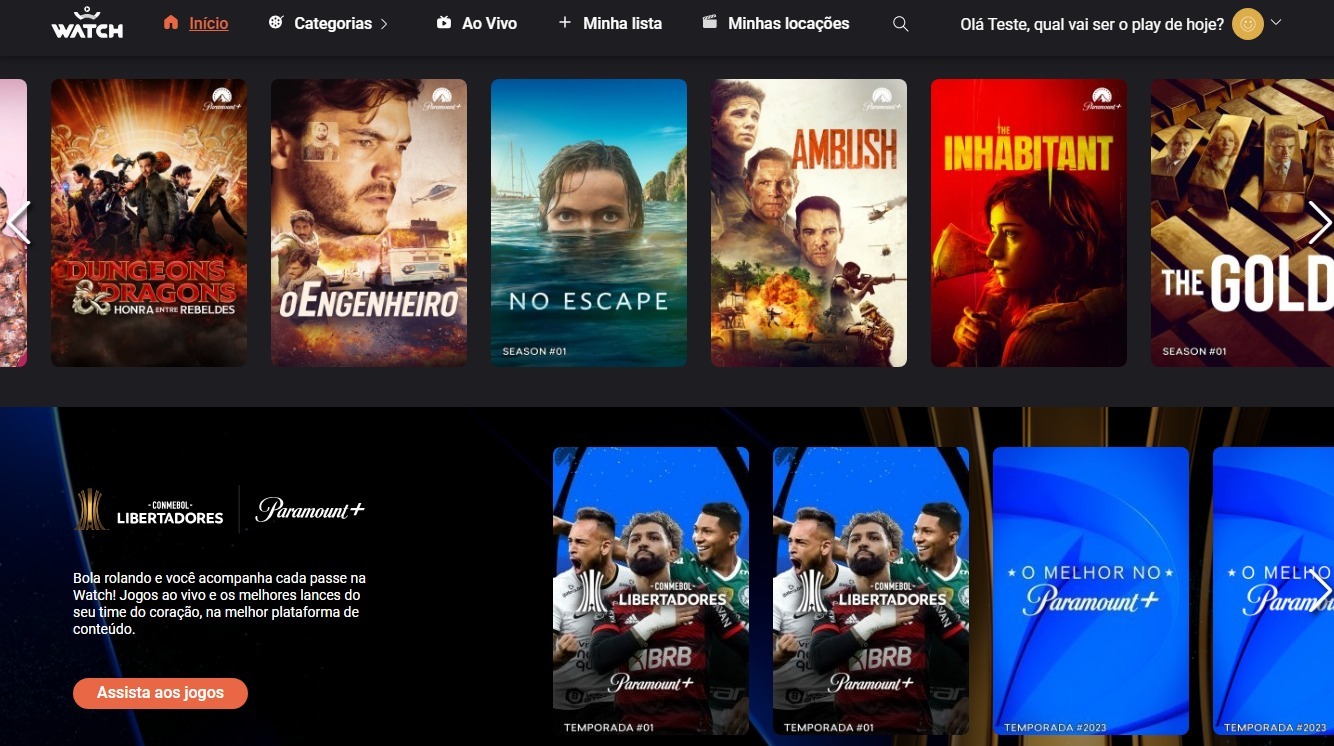 WATCH
Início
Categorias
Ao Vivo
Minha lista
Minhas locações
Olá Teste, qual vai ser o play de hoje?
Paramount+
DUNGEONS
& DRAGONS
HONRA ENTRE REBELDES
Paramount+
O ENGENHEIRO
NO ESCAPE
SEASON #01
Paramount+
AMBUSH
Paramount+
THE
INHABITANT
THE GOLD
SEASON #01
CONMEBOL
LIBERTADORES
Paramount+
Bola rolando e você acompanha cada passe na
Watch! Jogos ao vivo e os melhores lances do
seu time do coração, na melhor plataforma de
conteúdo.
Assista aos jogos
-CONMEBOL-
LIBERTADORES
BRB
Paramount+
TEMPORADA #01
-CONMEBOL-
LIBERTADORES
BRB
Paramount+
TEMPORADA #01
O MELHOR NO
Paramount+
TEMPORADA #2023
O MELHO
Paramou
TEMPORADA #2023